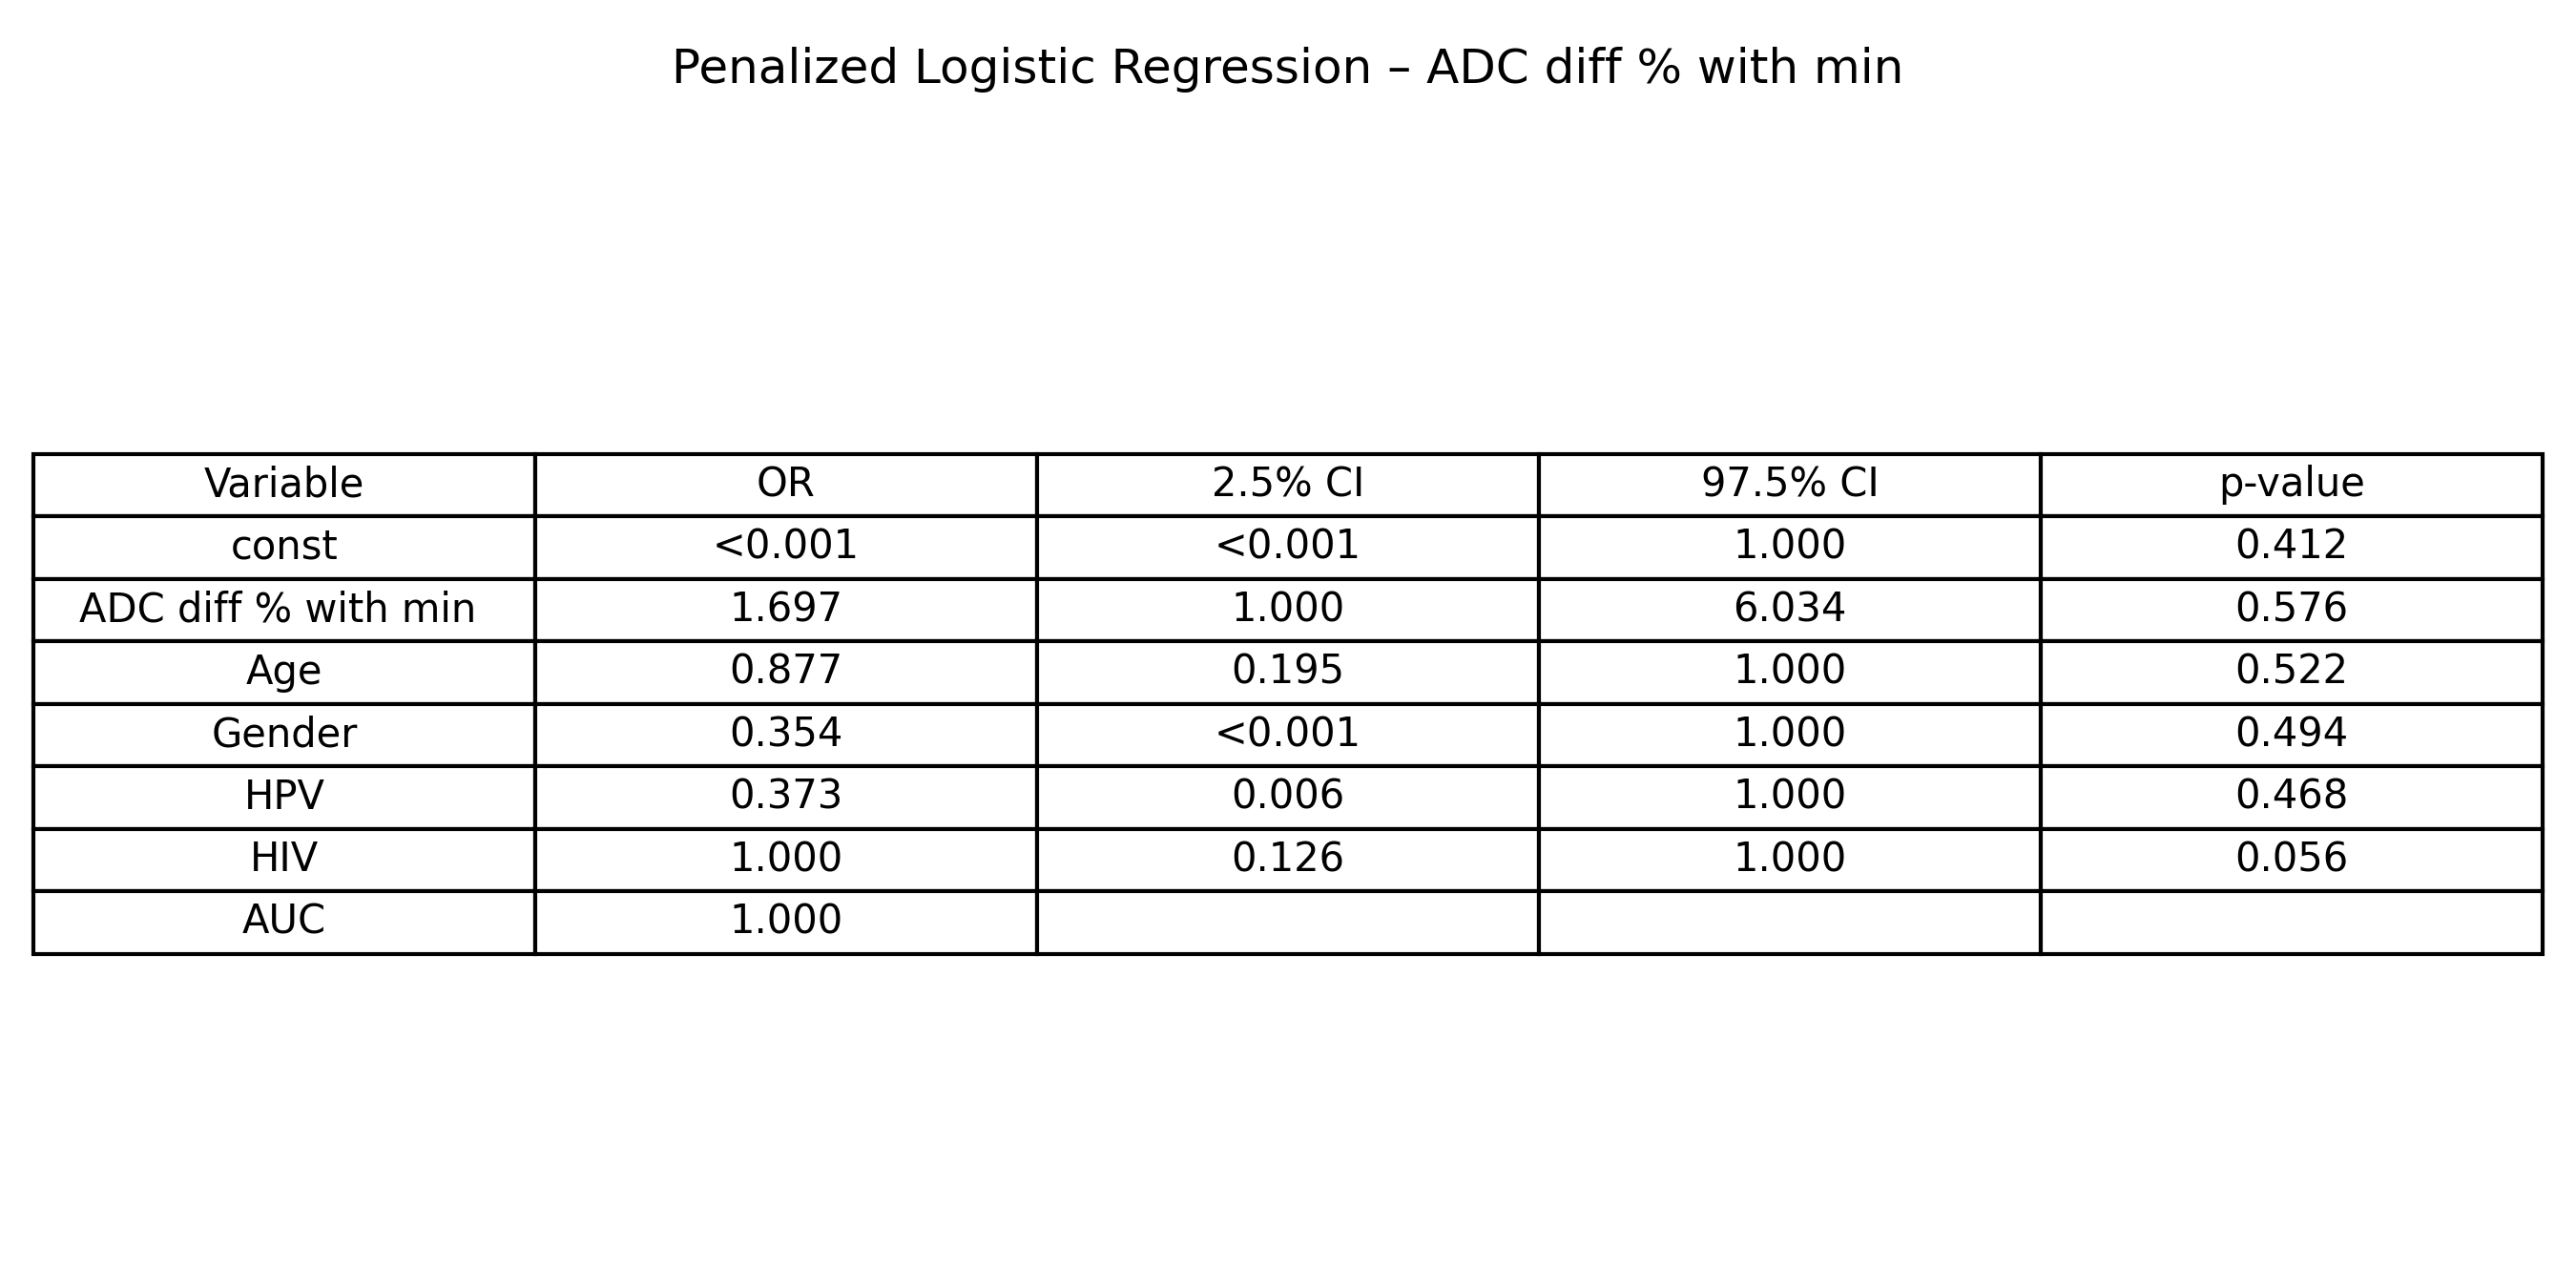 Penalized Logistic Regression – ADC diff % with min
Variable OR 2.5% CI 97.5% CI p-value
const <0.001 <0.001 1.000 0.412
ADC diff % with min 1.697 1.000 6.034 0.576
Age 0.877 0.195 1.000 0.522
Gender 0.354 <0.001 1.000 0.494
HPV 0.373 0.006 1.000 0.468
HIV 1.000 0.126 1.000 0.056
AUC 1.000